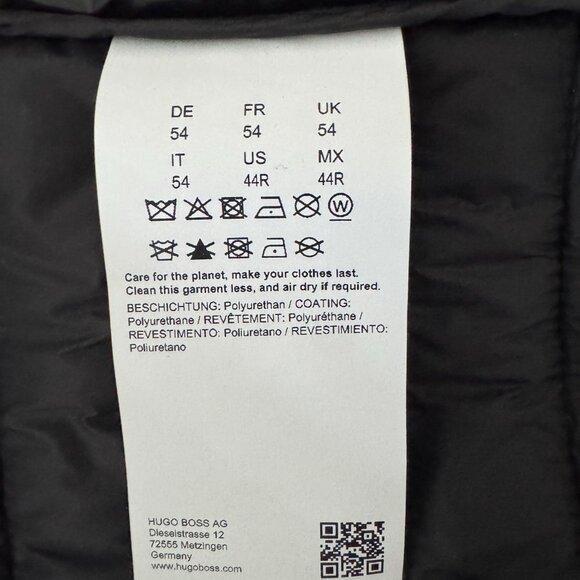 DE FR UK
54 54 54
IT US MX
54 44R 44R
W
Care for the planet, make your clothes last.
Clean this garment less, and air dry if required.
BESCHICHTUNG: Polyurethan / COATING:
Polyurethane / REVÊTEMENT: Polyuréthane /
REVESTIMENTO: Poliuretano / REVESTIMIENTO:
Poliuretano
HUGO BOSS AG
Dieselstrasse 12
72555 Metzingen
Germany
www.hugoboss.com